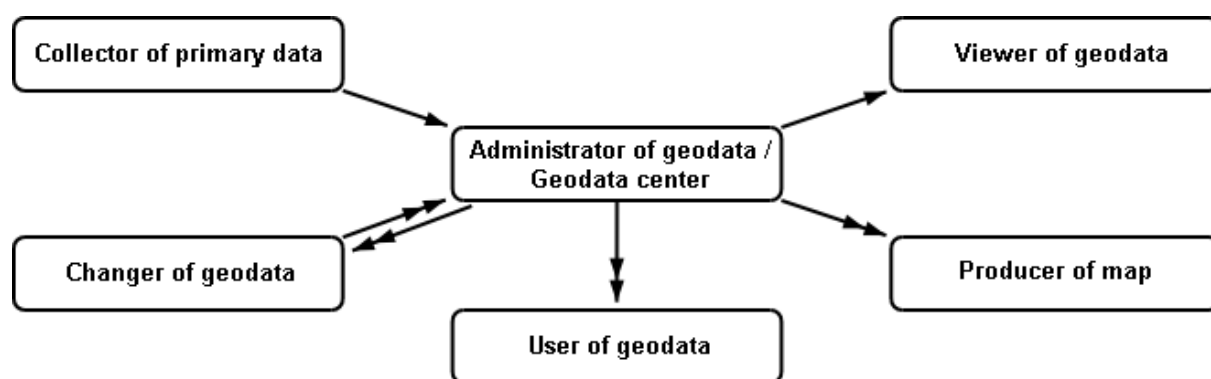 Collector of primary data
Viewer of geodata
Administrator of geodata /
Geodata center
Changer of geodata
Producer of map
User of geodata